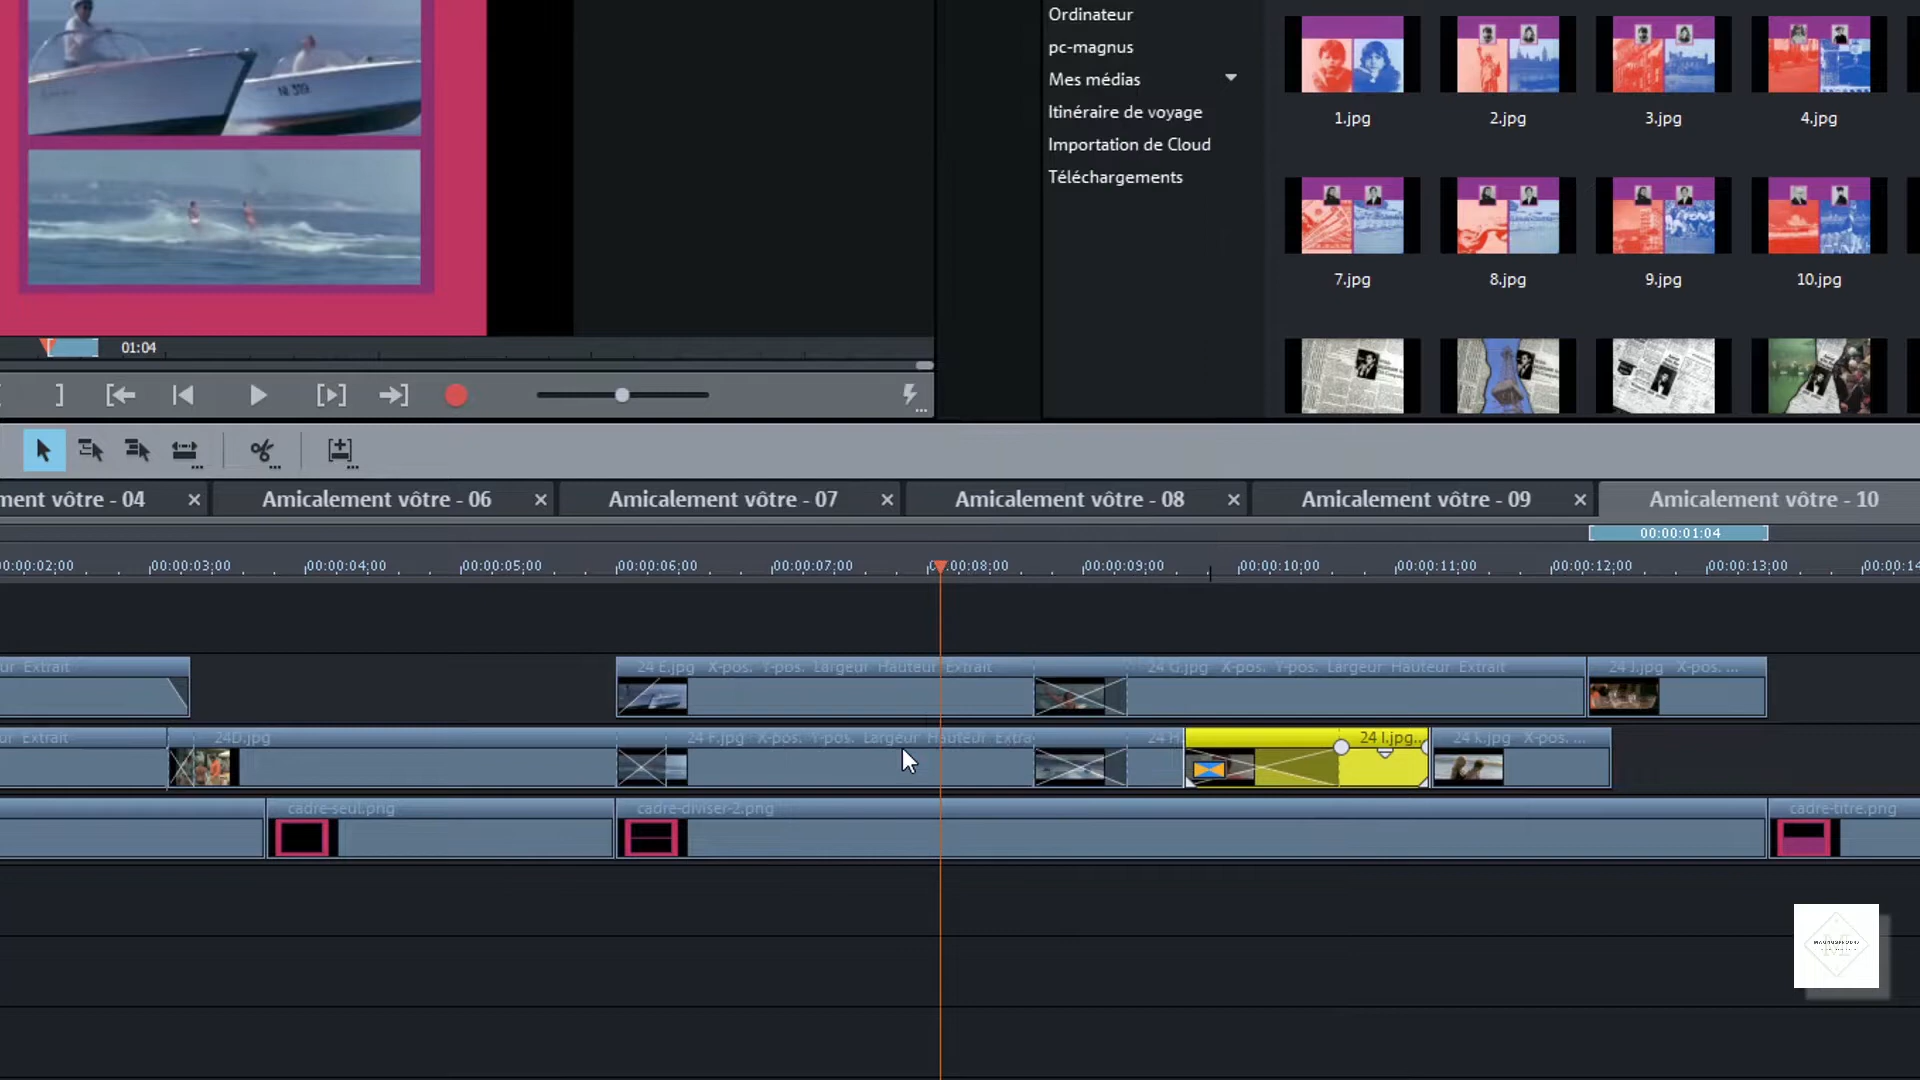 Ordinateur
pc-magnus
Mes médias
Itinéraire de voyage
Importation de Cloud
Téléchargements
1.jpg
2.jpg
3.jpg
4.jpg
7.jpg
8.jpg
9.jpg
10.jpg
01:04
ment vôtre - 04
Amicalement vôtre - 06
Amicalement vôtre - 07
Amicalement vôtre - 08
Amicalement vôtre - 09
Amicalement vôtre - 10
00:00:01:04
00:00:02;00
00:00:03;00
00:00:04;00
00:00:05;00
00:00:06;00
00:00:07;00
00:00:08;00
00:00:09;00
00:00:10;00
00:00:11;00
00:00:12;00
00:00:13;00
00:00:14
ur Extrait
24 E.jpg X-pos. Y-pos. Largeur Hauteur Extrait
24 G.jpg X-pos. Y-pos. Largeur Hauteur Extrait
24 J.jpg X-pos. ...
ur Extrait
24D.jpg
24 F.jpg X-pos. Y-pos. Largeur Hauteur Extra
24 H
24 I.jpg...
24 k.jpg X-pos. ...
cadre-seul.png
cadre-diviser-2.png
cadre-titre.png